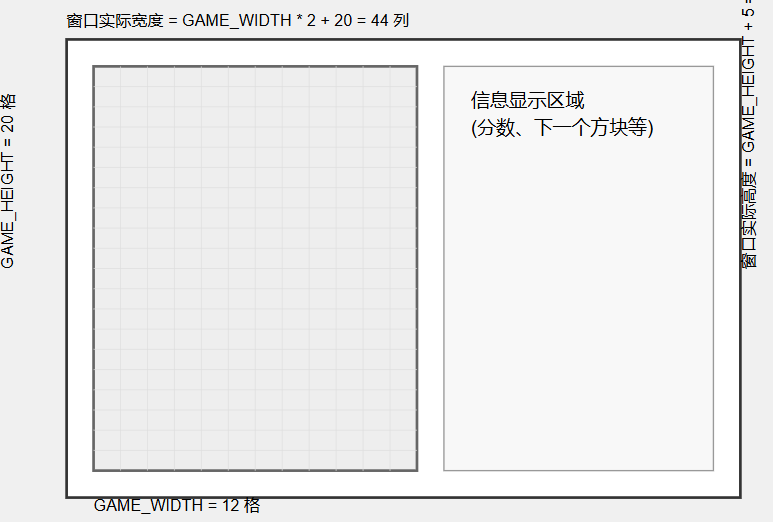 窗口实际宽度 = GAME_WIDTH * 2 + 20 = 44 列
GAME_HEIGHT = 20 格
信息显示区域
(分数、下一个方块等)
窗口实际高度 = GAME_HEIGHT + 5 =
GAME_WIDTH = 12 格